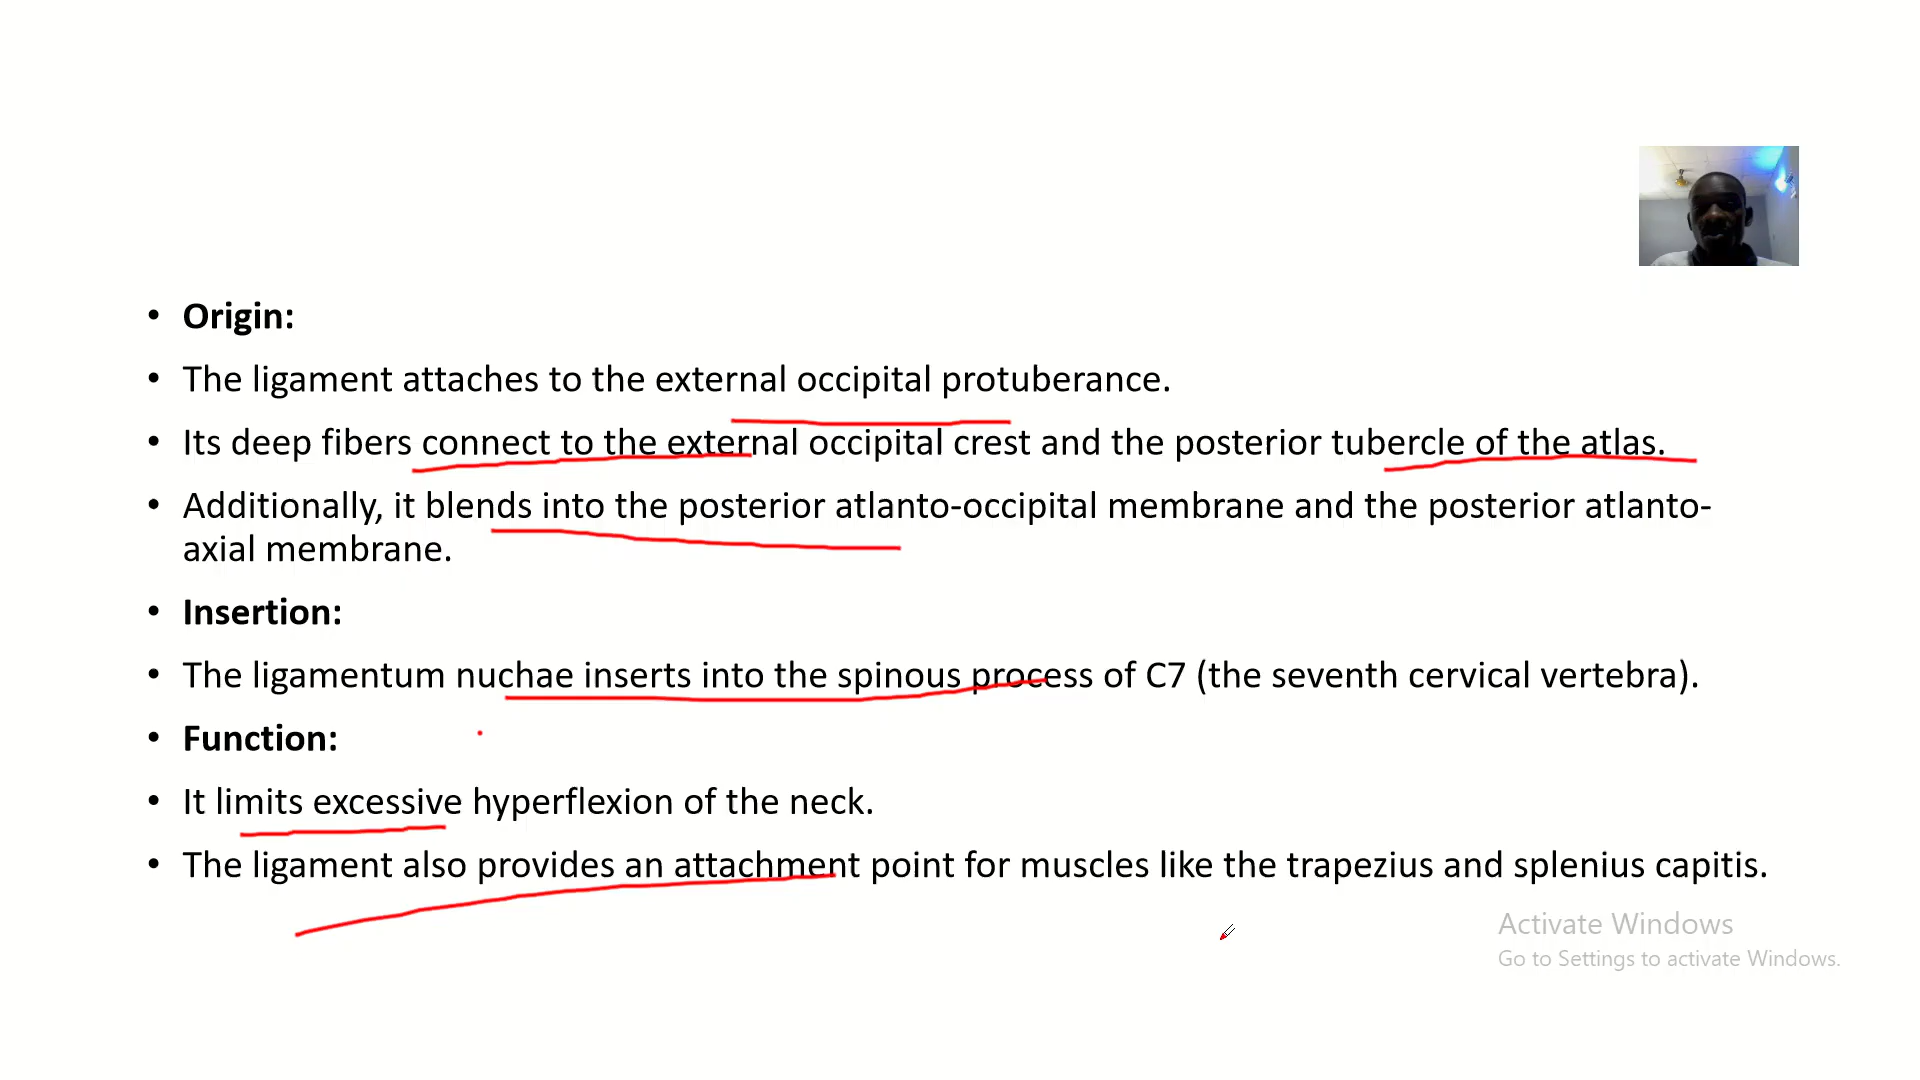 • Origin:
• The ligament attaches to the external occipital protuberance.
• Its deep fibers connect to the external occipital crest and the posterior tubercle of the atlas.
• Additionally, it blends into the posterior atlanto-occipital membrane and the posterior atlanto-
axial membrane.
• Insertion:
• The ligamentum nuchae inserts into the spinous process of C7 (the seventh cervical vertebra).
• Function:
• It limits excessive hyperflexion of the neck.
• The ligament also provides an attachment point for muscles like the trapezius and splenius capitis.
Activate Windows
Go to Settings to activate Windows.